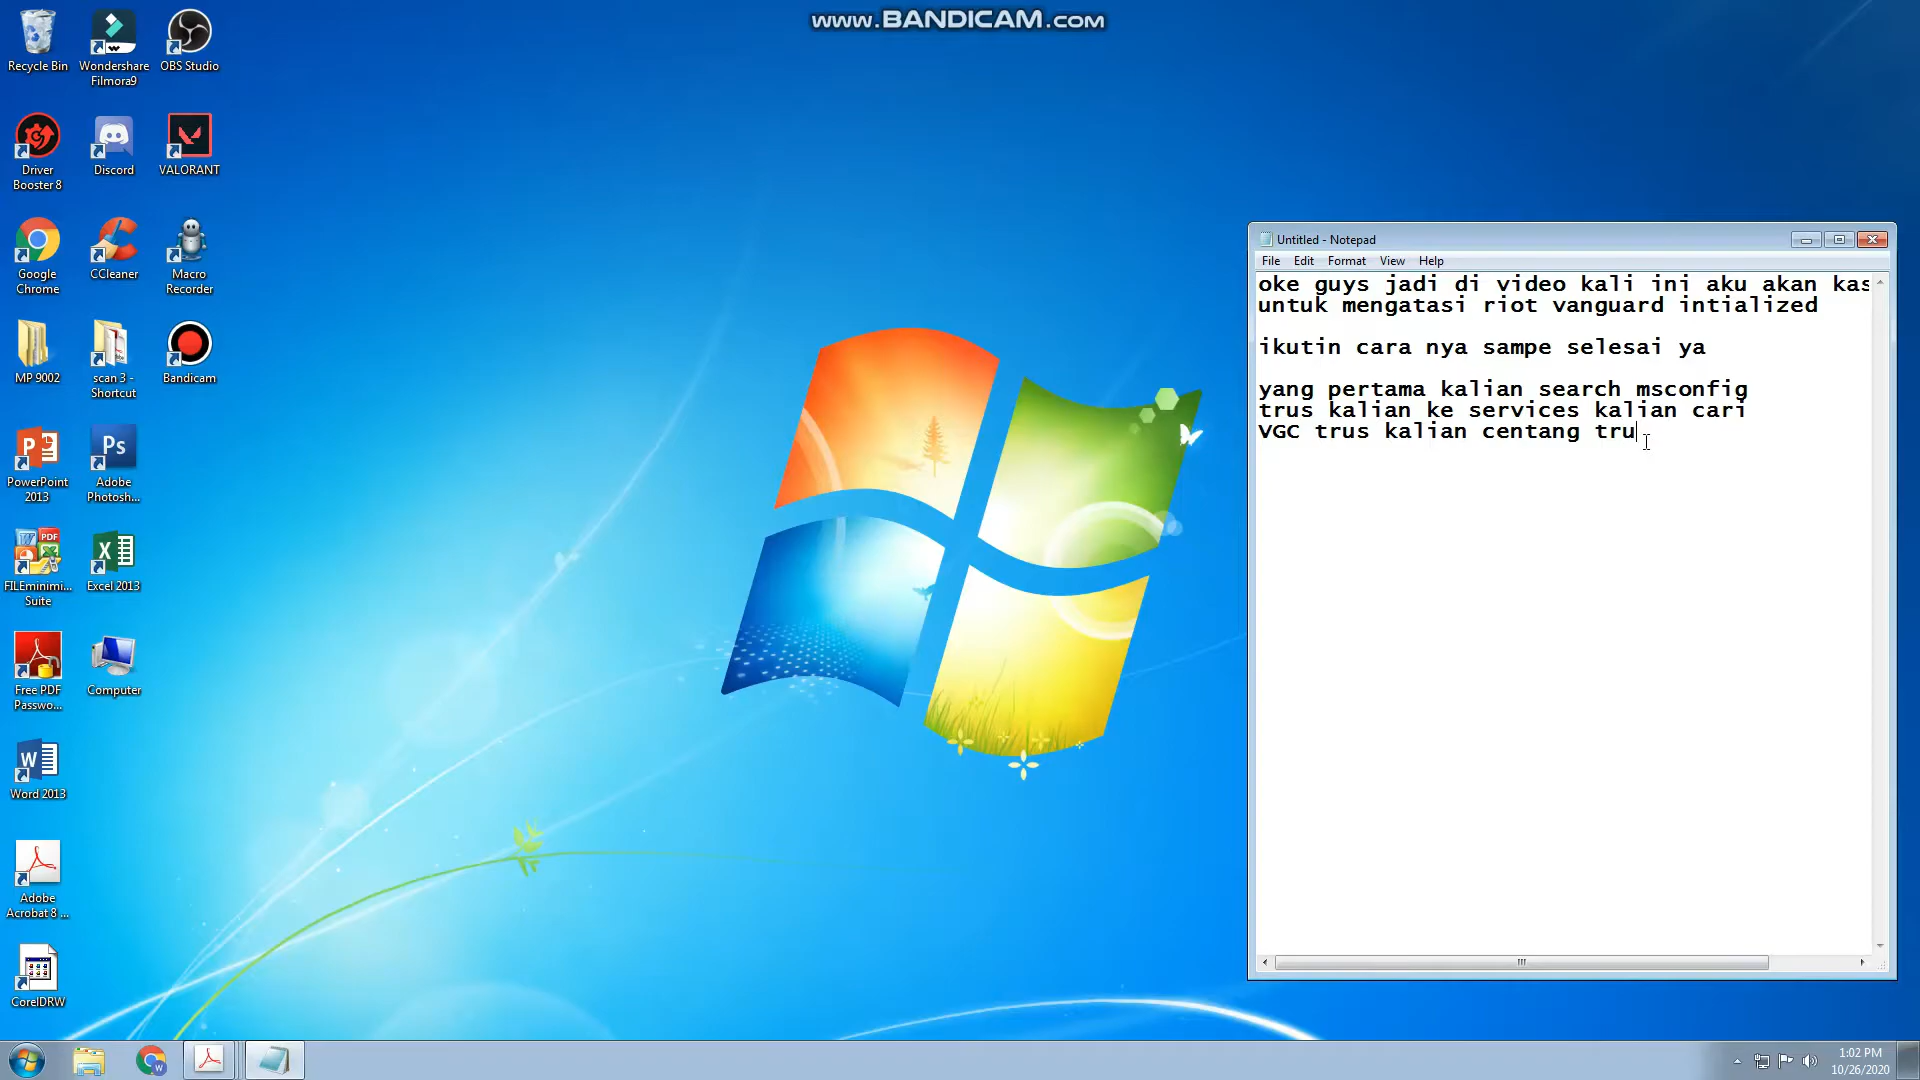 www.BANDICAM.com
Recycle Bin
Wondershare
Filmora9
OBS Studio
Driver
Booster 8
Discord
VALORANT
Google
Chrome
CCleaner
Macro
Recorder
MP 9002
scan 3 -
Shortcut
Bandicam
PowerPoint
2013
Adobe
Photosh...
FILEminimi...
Suite
Excel 2013
Free PDF
Passwo...
Computer
Word 2013
Adobe
Acrobat 8 ...
CorelDRW
Untitled - Notepad
File Edit Format View Help
oke guys jadi di video kali ini aku akan kas
untuk mengatasi riot vanguard intialized
ikutin cara nya sampe selesai ya
yang pertama kalian search msconfig
trus kalian ke services kalian cari
VGC trus kalian centang tru
1:02 PM
10/26/2020